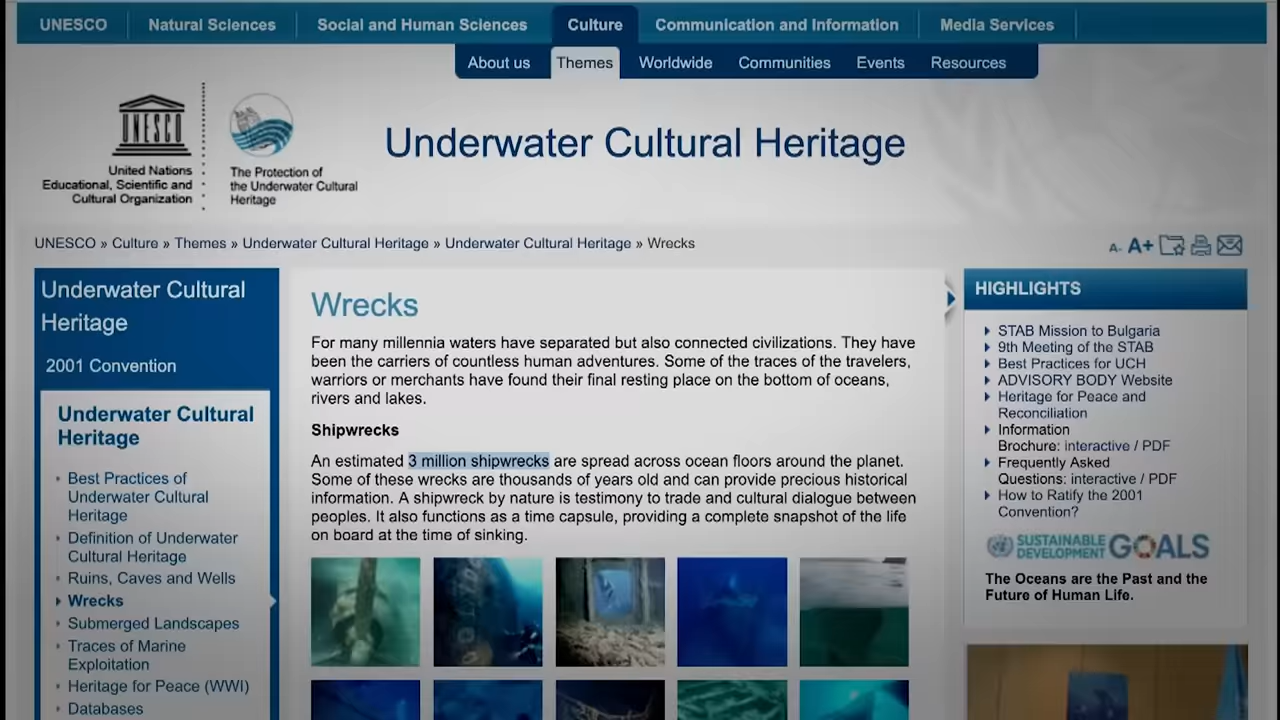 UNESCO
Natural Sciences
Social and Human Sciences
Culture
Communication and Information
Media Services
About us
Themes
Worldwide
Communities
Events
Resources
UNESCO
United Nations
Educational, Scientific and
Cultural Organization
The Protection of
the Underwater Cultural
Heritage
Underwater Cultural Heritage
UNESCO » Culture » Themes » Underwater Cultural Heritage » Underwater Cultural Heritage » Wrecks
A- A+
Underwater Cultural
Heritage
2001 Convention
Underwater Cultural
Heritage
Best Practices of
Underwater Cultural
Heritage
Definition of Underwater
Cultural Heritage
Ruins, Caves and Wells
Wrecks
Submerged Landscapes
Traces of Marine
Exploitation
Heritage for Peace (WWI)
Databases
Wrecks
For many millennia waters have separated but also connected civilizations. They have
been the carriers of countless human adventures. Some of the traces of the travelers,
warriors or merchants have found their final resting place on the bottom of oceans,
rivers and lakes.
Shipwrecks
An estimated 3 million shipwrecks are spread across ocean floors around the planet.
Some of these wrecks are thousands of years old and can provide precious historical
information. A shipwreck by nature is testimony to trade and cultural dialogue between
peoples. It also functions as a time capsule, providing a complete snapshot of the life
on board at the time of sinking.
HIGHLIGHTS
STAB Mission to Bulgaria
9th Meeting of the STAB
Best Practices for UCH
ADVISORY BODY Website
Heritage for Peace and
Reconciliation
Information
Brochure: interactive / PDF
Frequently Asked
Questions: interactive / PDF
How to Ratify the 2001
Convention?
SUSTAINABLE
DEVELOPMENT GOALS
The Oceans are the Past and the
Future of Human Life.